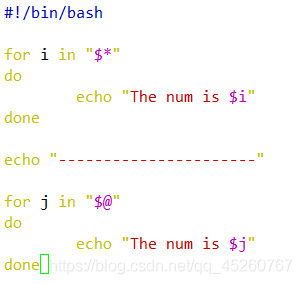 #!/bin/bash
for i in "$*"
do
echo "The num is $i"
done
echo "----------------------"
for j in "$@"
do
echo "The num is $j"
done
https://blog.csdn.net/qq_45260767